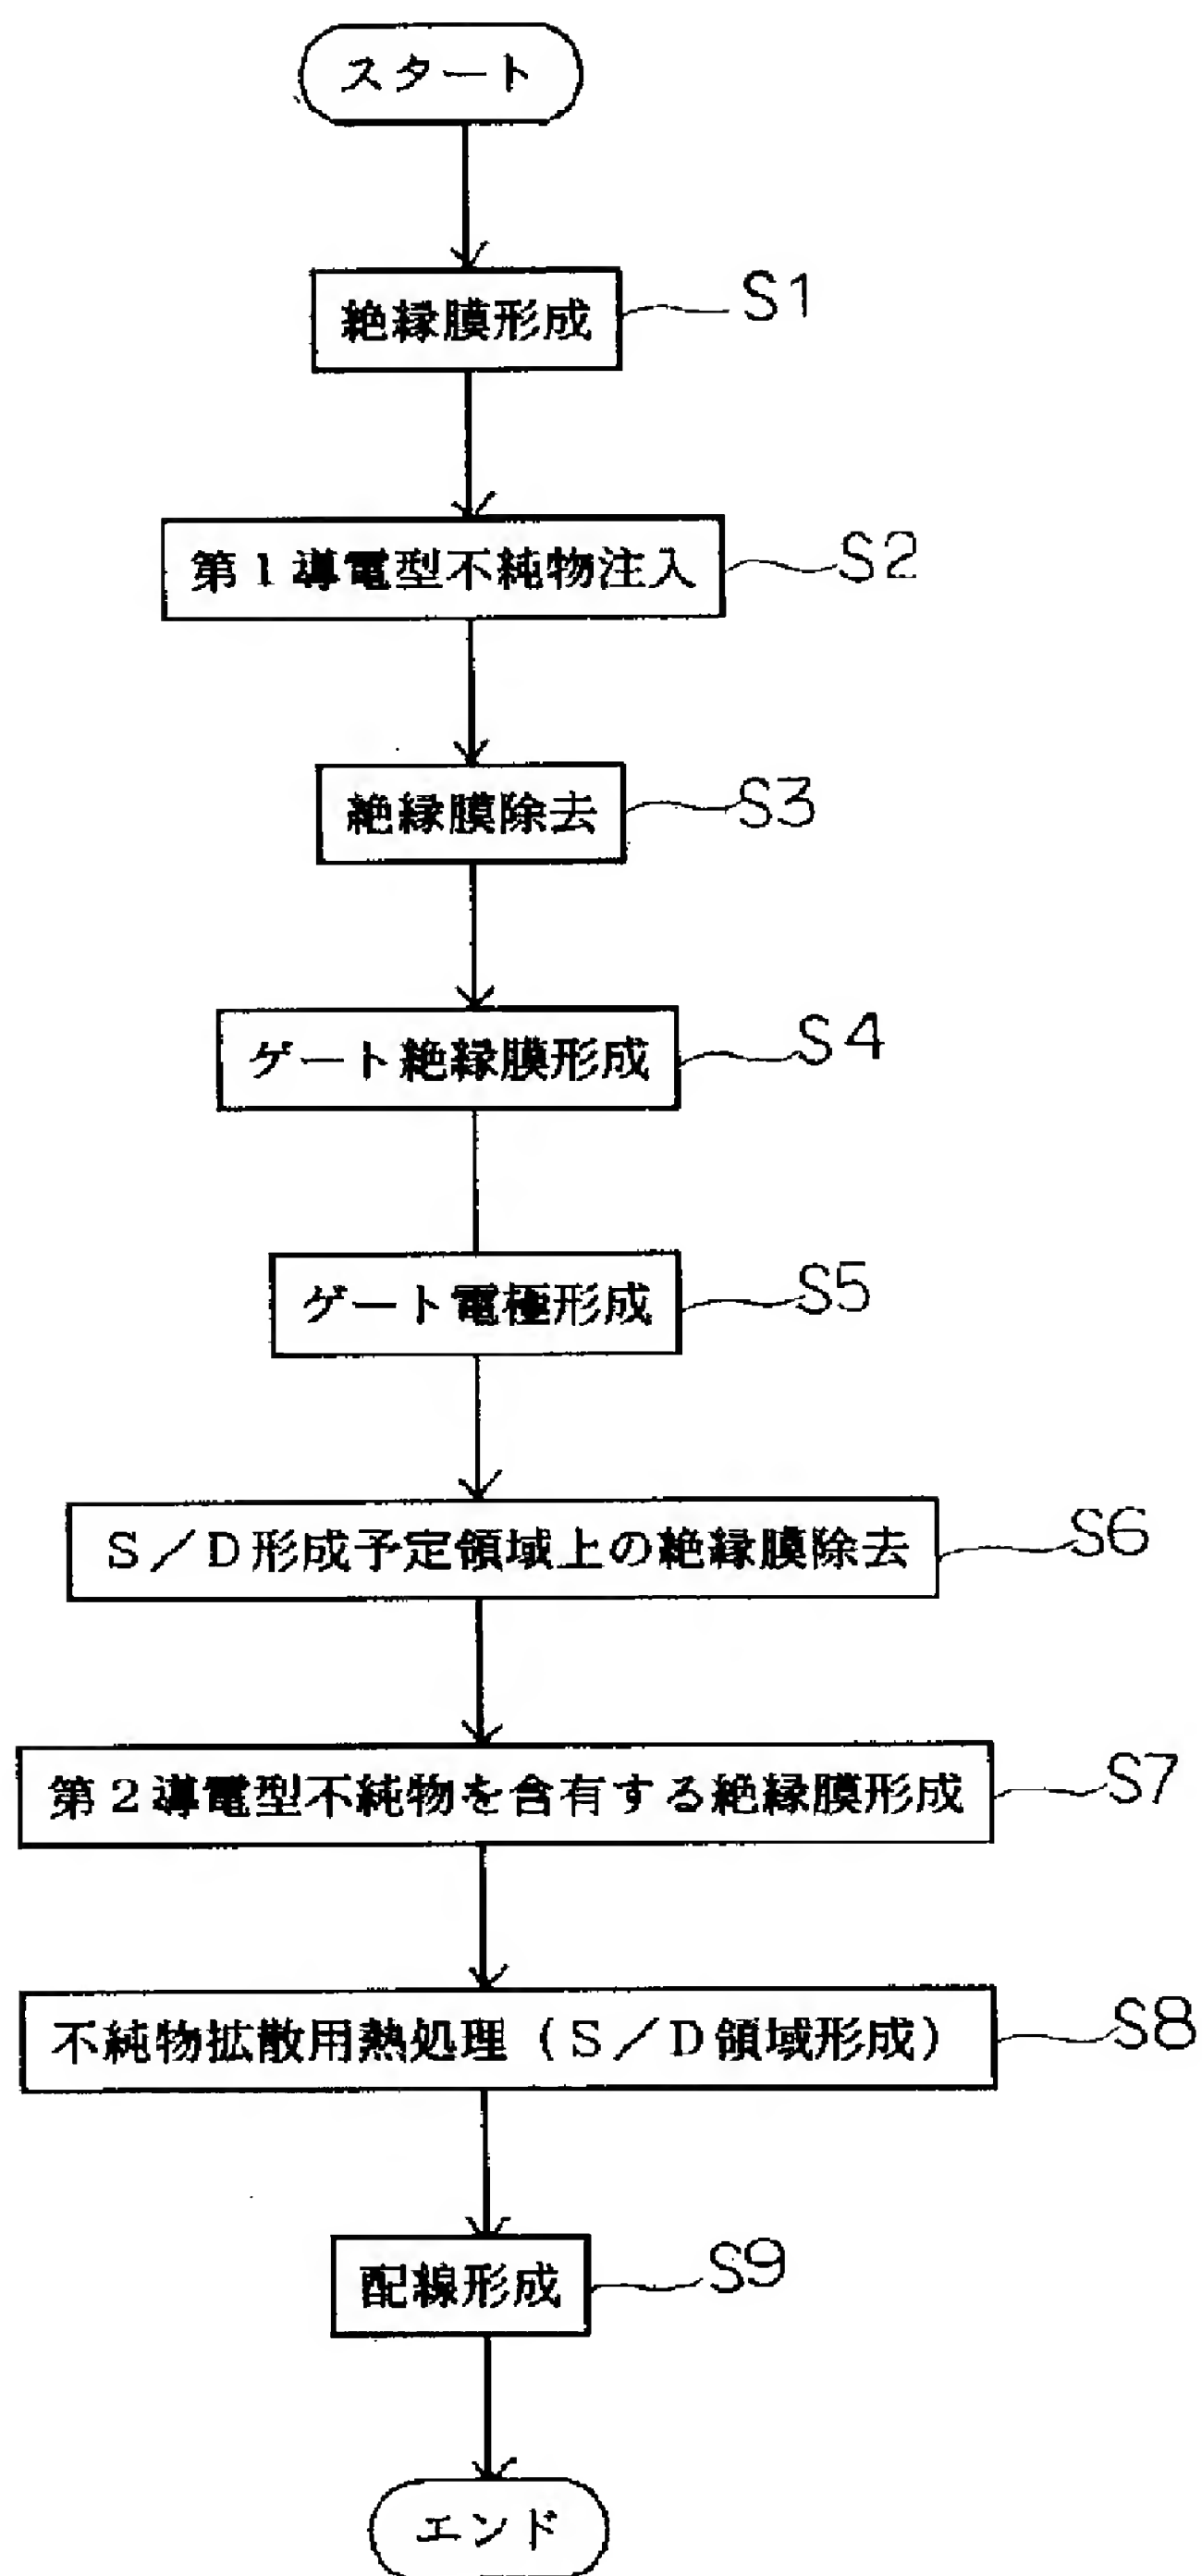 スタート
絶縁膜形成 S1
第1導電型不純物注入 S2
絶縁膜除去 S3
ゲート絶縁膜形成 S4
ゲート電極形成 S5
S/D形成予定領域上の絶縁膜除去 S6
第2導電型不純物を含有する絶縁膜形成 S7
不純物拡散用熱処理(S/D領域形成) S8
配線形成 S9
エンド